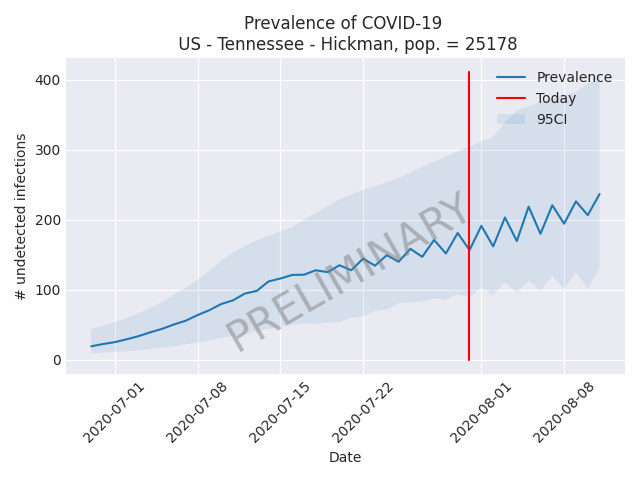 Prevalence of COVID-19
US - Tennessee - Hickman, pop. = 25178
Prevalence
Today
95CI
# undetected infections
400
300
200
100
0
PRELIMINARY
2020-07-01
2020-07-08
2020-07-15
2020-07-22
2020-08-01
2020-08-08
Date